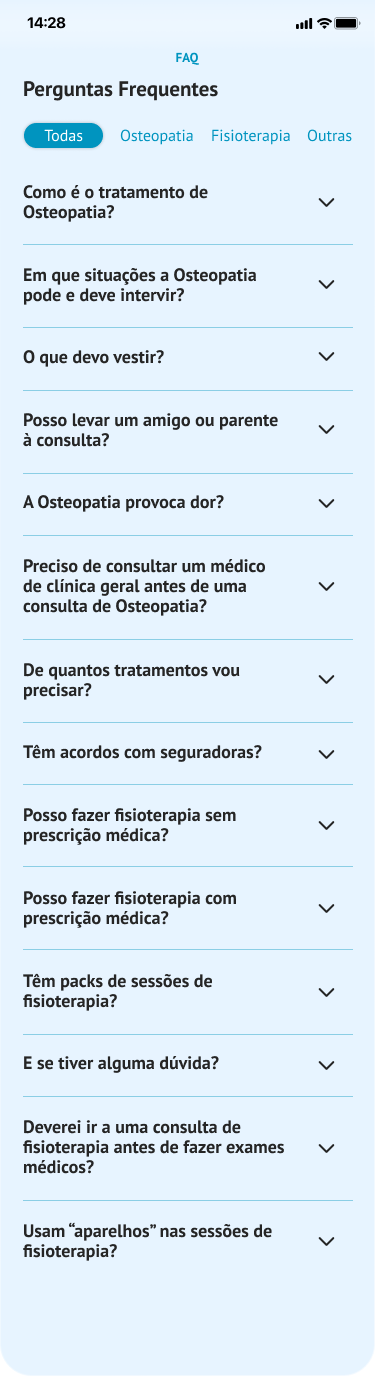 14:28
FAQ
Perguntas Frequentes
Todas Osteopatia Fisioterapia Outras
Como é o tratamento de
Osteopatia?
Em que situações a Osteopatia
pode e deve intervir?
O que devo vestir?
Posso levar um amigo ou parente
à consulta?
A Osteopatia provoca dor?
Preciso de consultar um médico
de clínica geral antes de uma
consulta de Osteopatia?
De quantos tratamentos vou
precisar?
Têm acordos com seguradoras?
Posso fazer fisioterapia sem
prescrição médica?
Posso fazer fisioterapia com
prescrição médica?
Têm packs de sessões de
fisioterapia?
E se tiver alguma dúvida?
Deverei ir a uma consulta de
fisioterapia antes de fazer exames
médicos?
Usam “aparelhos” nas sessões de
fisioterapia?